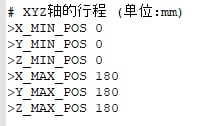 # XYZ轴的行程 (单位:mm)
>X_MIN_POS 0
>Y_MIN_POS 0
>Z_MIN_POS 0
>X_MAX_POS 180
>Y_MAX_POS 180
>Z_MAX_POS 180